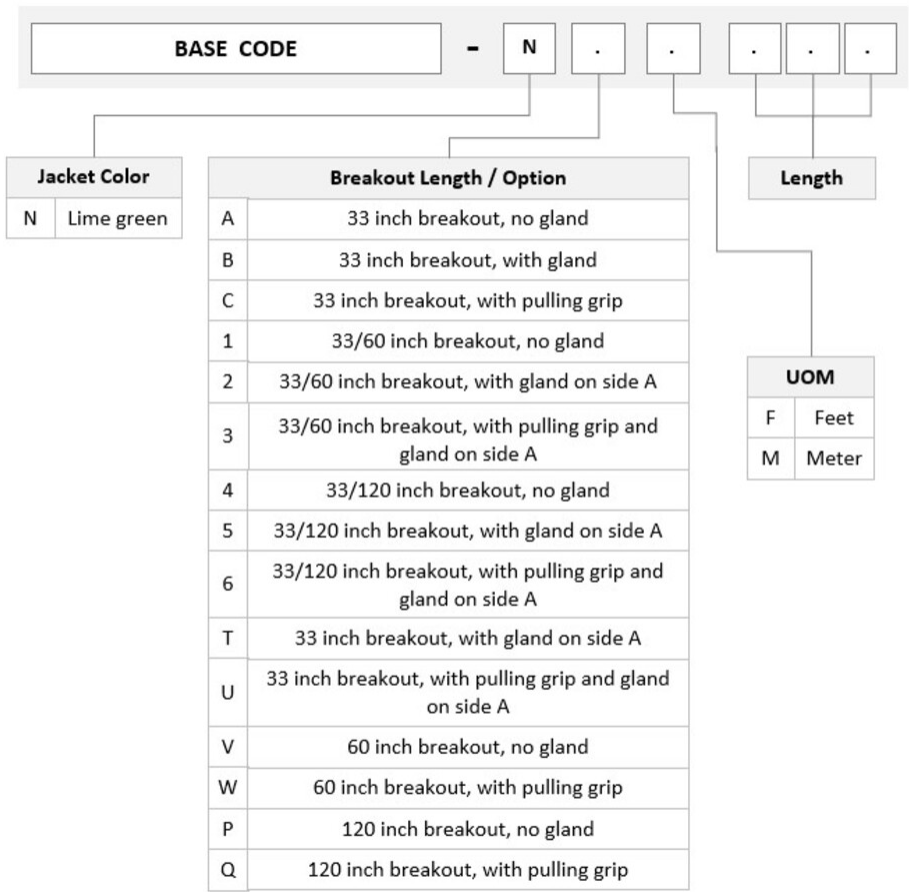 BASE CODE - N . . . . .
Jacket Color
N Lime green
Breakout Length / Option
A 33 inch breakout, no gland
B 33 inch breakout, with gland
C 33 inch breakout, with pulling grip
1 33/60 inch breakout, no gland
2 33/60 inch breakout, with gland on side A
3 33/60 inch breakout, with pulling grip and
gland on side A
4 33/120 inch breakout, no gland
5 33/120 inch breakout, with gland on side A
6 33/120 inch breakout, with pulling grip and
gland on side A
T 33 inch breakout, with gland on side A
U 33 inch breakout, with pulling grip and gland
on side A
V 60 inch breakout, no gland
W 60 inch breakout, with pulling grip
P 120 inch breakout, no gland
Q 120 inch breakout, with pulling grip
Length
UOM
F Feet
M Meter